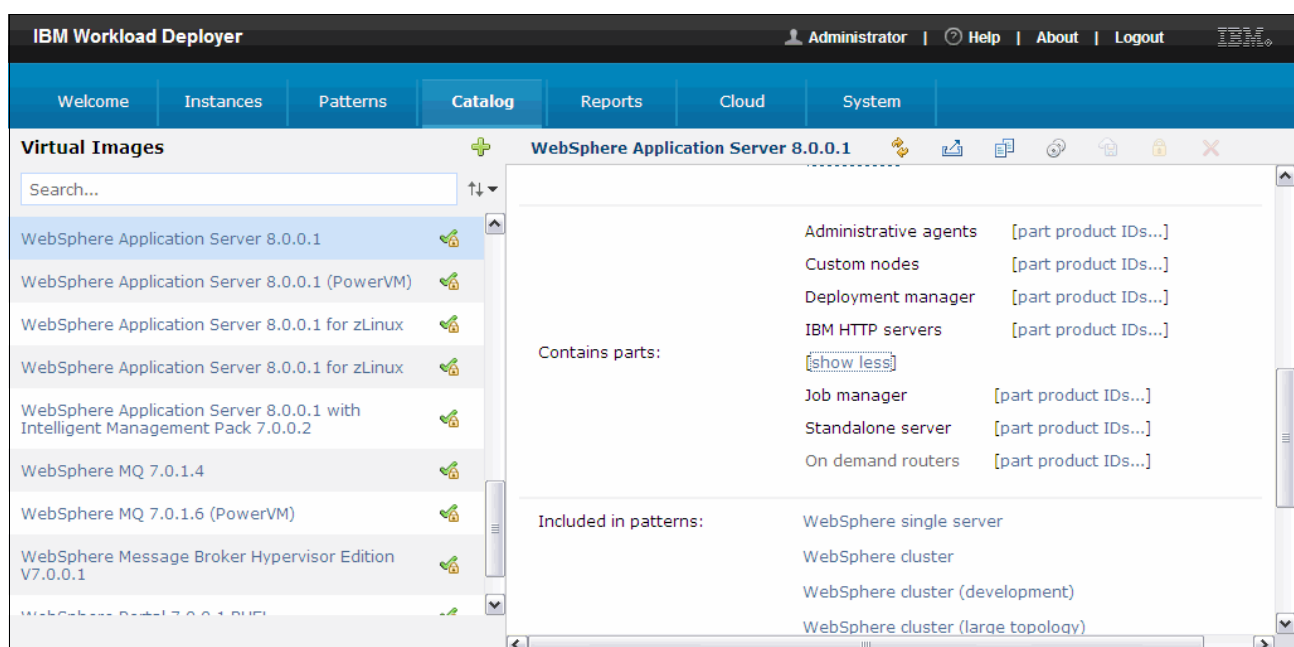 IBM Workload Deployer
Administrator | Help | About | Logout
IBM
Welcome Instances Patterns Catalog Reports Cloud System
Virtual Images
Search...
WebSphere Application Server 8.0.0.1
WebSphere Application Server 8.0.0.1 (PowerVM)
WebSphere Application Server 8.0.0.1 for zLinux
WebSphere Application Server 8.0.0.1 for zLinux
WebSphere Application Server 8.0.0.1 with
Intelligent Management Pack 7.0.0.2
WebSphere MQ 7.0.1.4
WebSphere MQ 7.0.1.6 (PowerVM)
WebSphere Message Broker Hypervisor Edition
V7.0.0.1
WebSphere Portal 7.0.0.1 RHEL
WebSphere Application Server 8.0.0.1
Contains parts:
Administrative agents [part product IDs...]
Custom nodes [part product IDs...]
Deployment manager [part product IDs...]
IBM HTTP servers [part product IDs...]
[show less]
Job manager [part product IDs...]
Standalone server [part product IDs...]
On demand routers [part product IDs...]
Included in patterns:
WebSphere single server
WebSphere cluster
WebSphere cluster (development)
WebSphere cluster (large topology)